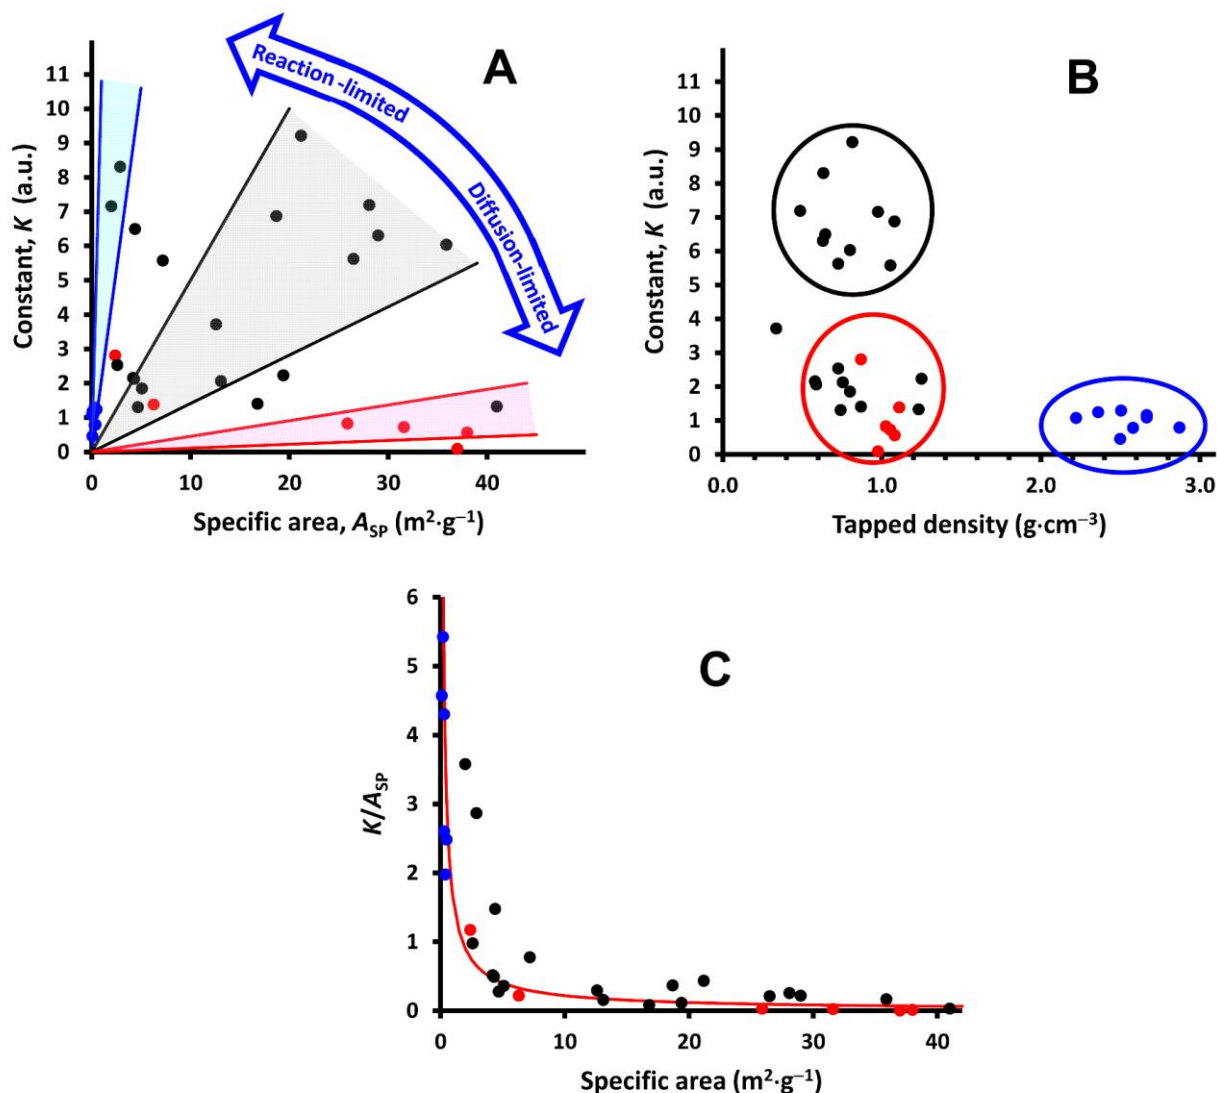 A
Reaction-limited
Diffusion-limited
11
10
9
8
7
6
5
4
3
2
1
0
Constant, K (a.u.)
0 10 20 30 40
Specific area, A_SP (m²·g⁻¹)
B
11
10
9
8
7
6
5
4
3
2
1
0
Constant, K (a.u.)
0.0 1.0 2.0 3.0
Tapped density (g·cm⁻³)
C
6
5
4
3
2
1
0
K/A_SP
0 10 20 30 40
Specific area (m²·g⁻¹)